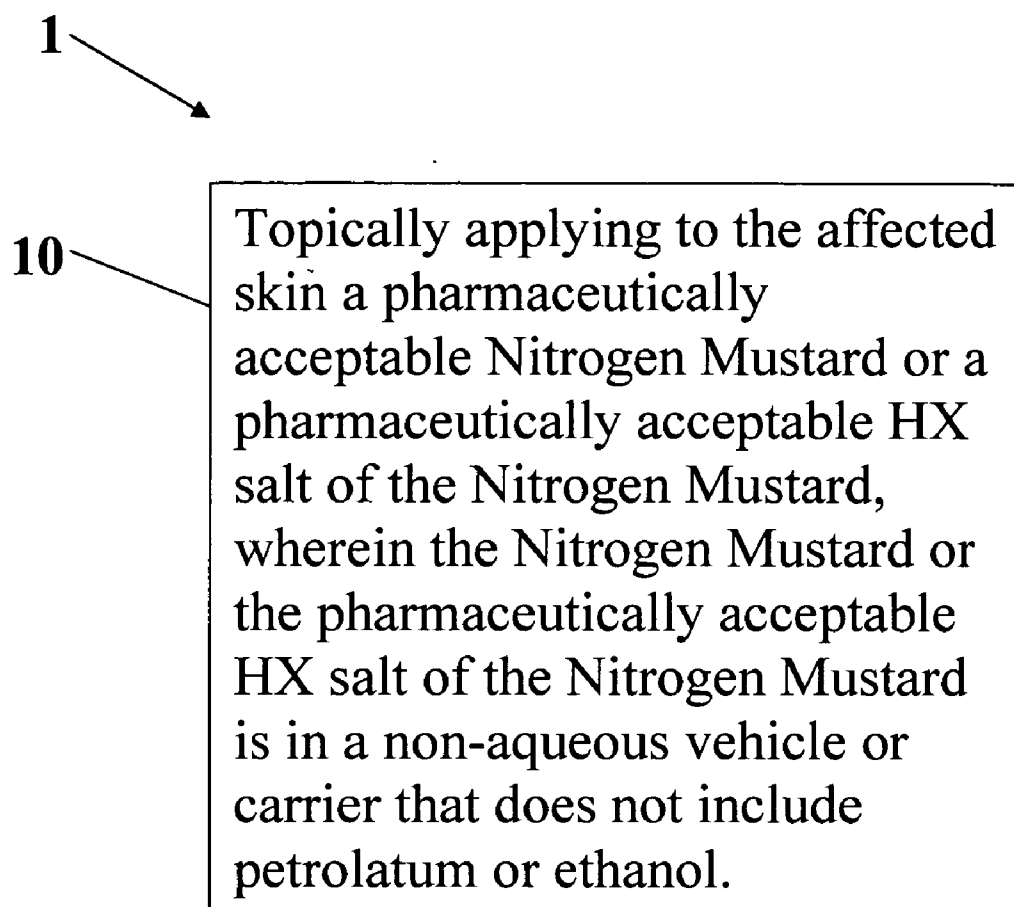 1
10
Topically applying to the affected
skin a pharmaceutically
acceptable Nitrogen Mustard or a
pharmaceutically acceptable HX
salt of the Nitrogen Mustard,
wherein the Nitrogen Mustard or
the pharmaceutically acceptable
HX salt of the Nitrogen Mustard
is in a non-aqueous vehicle or
carrier that does not include
petrolatum or ethanol.